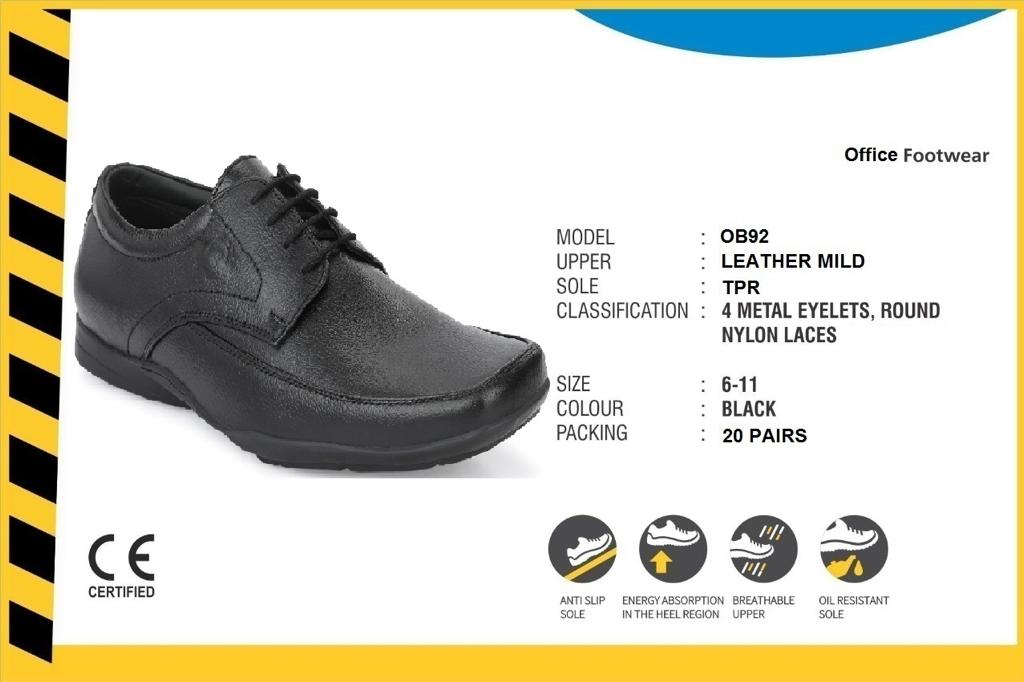 Office Footwear
MODEL : OB92
UPPER : LEATHER MILD
SOLE : TPR
CLASSIFICATION : 4 METAL EYELETS, ROUND
NYLON LACES
SIZE : 6-11
COLOUR : BLACK
PACKING : 20 PAIRS
CE
CERTIFIED
ANTI SLIP
SOLE
ENERGY ABSORPTION
IN THE HEEL REGION
BREATHABLE
UPPER
OIL RESISTANT
SOLE